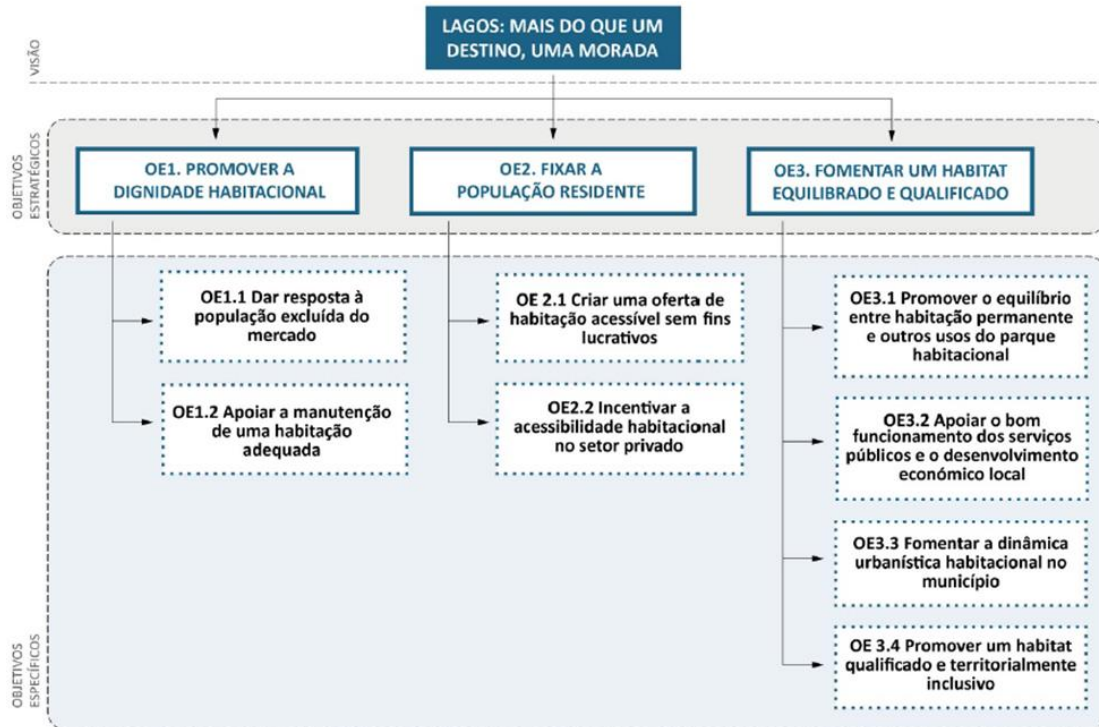 VISÃO
LAGOS: MAIS DO QUE UM
DESTINO, UMA MORADA
OBJETIVOS
ESTRATÉGICOS
OE1. PROMOVER A
DIGNIDADE HABITACIONAL
OE2. FIXAR A
POPULAÇÃO RESIDENTE
OE3. FOMENTAR UM HABITAT
EQUILIBRADO E QUALIFICADO
OBJETIVOS
ESPECÍFICOS
OE1.1 Dar resposta à
população excluída do
mercado
OE1.2 Apoiar a manutenção
de uma habitação
adequada
OE 2.1 Criar uma oferta de
habitação acessível sem fins
lucrativos
OE2.2 Incentivar a
acessibilidade habitacional
no setor privado
OE3.1 Promover o equilíbrio
entre habitação permanente
e outros usos do parque
habitacional
OE3.2 Apoiar o bom
funcionamento dos serviços
públicos e o desenvolvimento
económico local
OE3.3 Fomentar a dinâmica
urbanística habitacional no
município
OE 3.4 Promover um habitat
qualificado e territorialmente
inclusivo